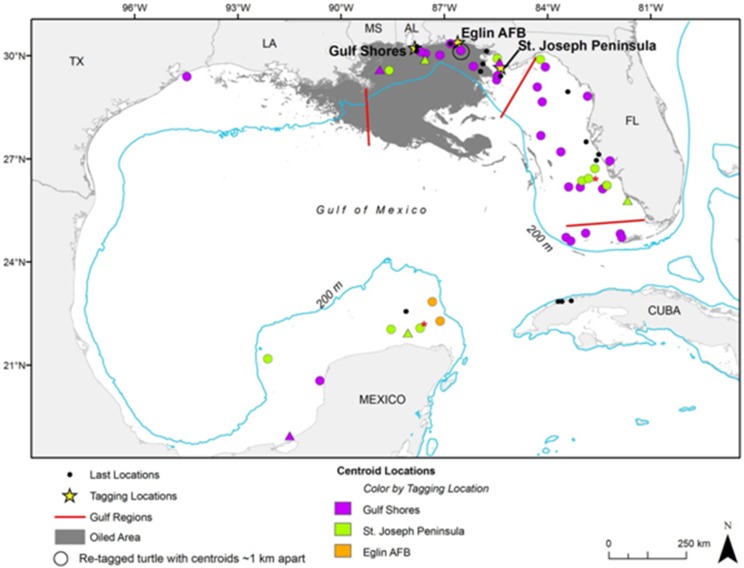 96°W 93°W 90°W 87°W 84°W 81°W
MS AL
Eglin AFB
TX LA Gulf Shores St. Joseph Peninsula
30°N
FL
27°N
Gulf of Mexico
200 m
24°N
200 m
CUBA
21°N
MEXICO
Last Locations
Tagging Locations
Gulf Regions
Oiled Area
Re-tagged turtle with centroids ~1 km apart
Centroid Locations
Color by Tagging Location
Gulf Shores
St. Joseph Peninsula
Eglin AFB
0 250 km
N